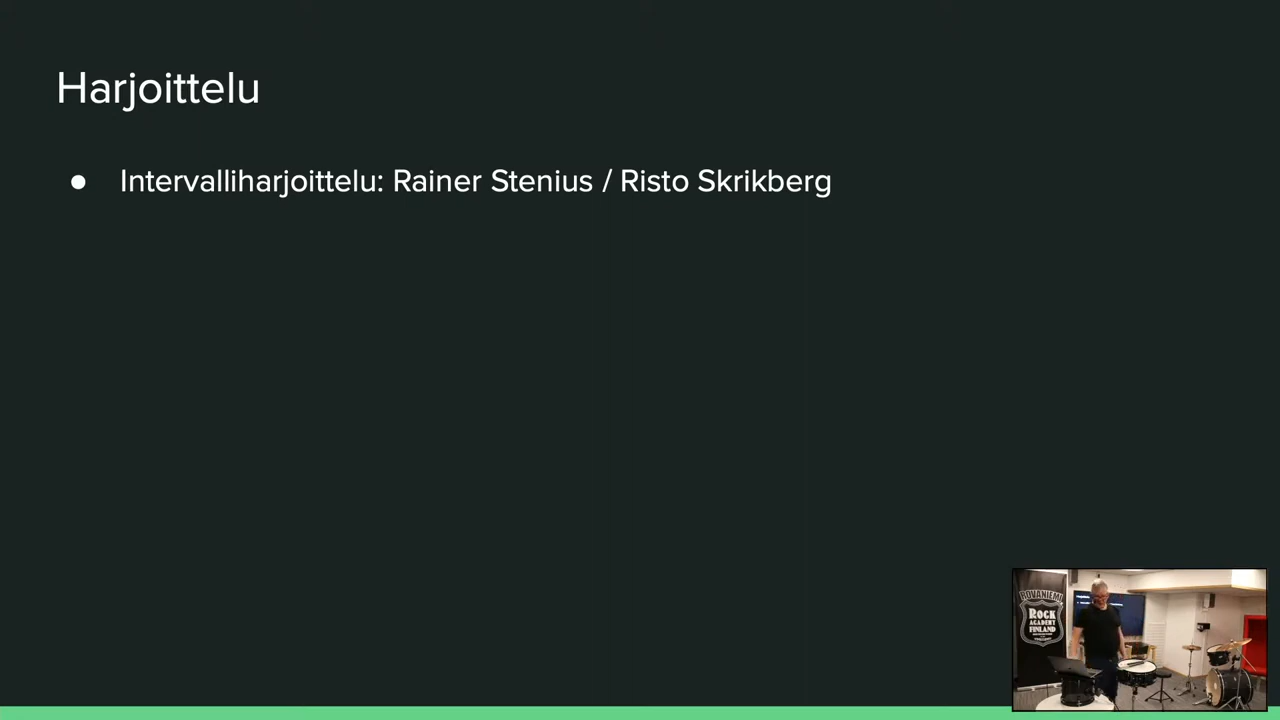 Harjoittelu
● Intervalliharjoittelu: Rainer Stenius / Risto Skrikberg
ROVANIEMI
ROCK
ACADEMY
FINLAND